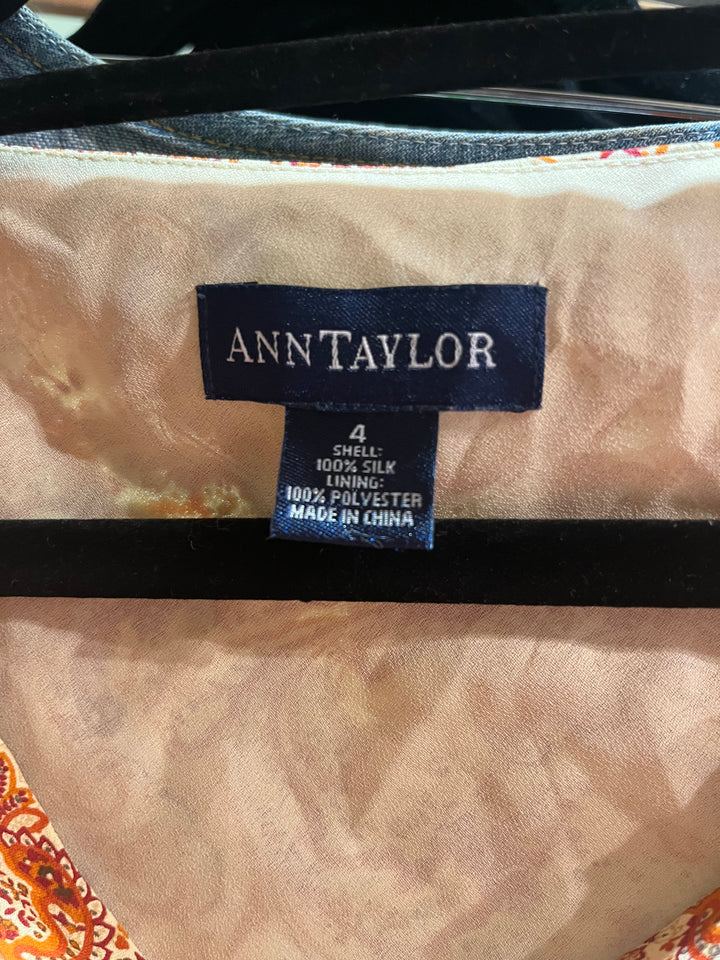 ANNTAYLOR
4
SHELL:
100% SILK
LINING:
100% POLYESTER
MADE IN CHINA